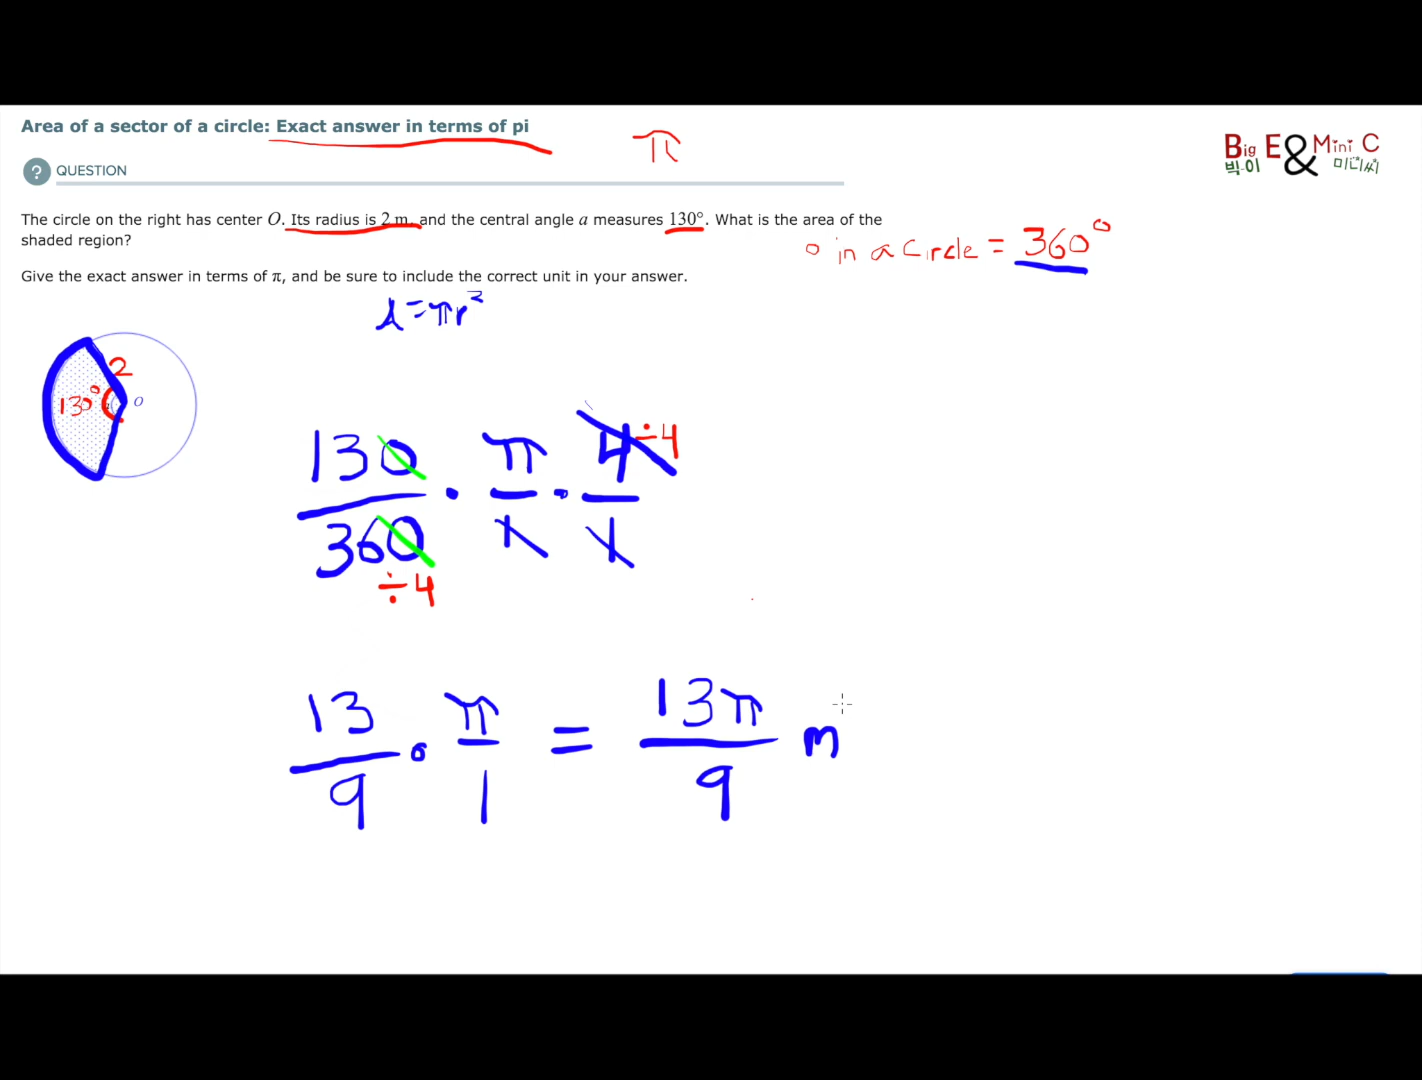 Area of a sector of a circle: Exact answer in terms of pi
π
Big E & Mini C
빅이 미니씨
? QUESTION
The circle on the right has center O. Its radius is 2 m, and the central angle a measures 130°. What is the area of the
shaded region?
° in a circle = 360°
Give the exact answer in terms of π, and be sure to include the correct unit in your answer.
A=πr²
2
130° a O
130/360 · π/1 · 4/1
÷4
÷4
13/9 · π/1 = 13π/9 m